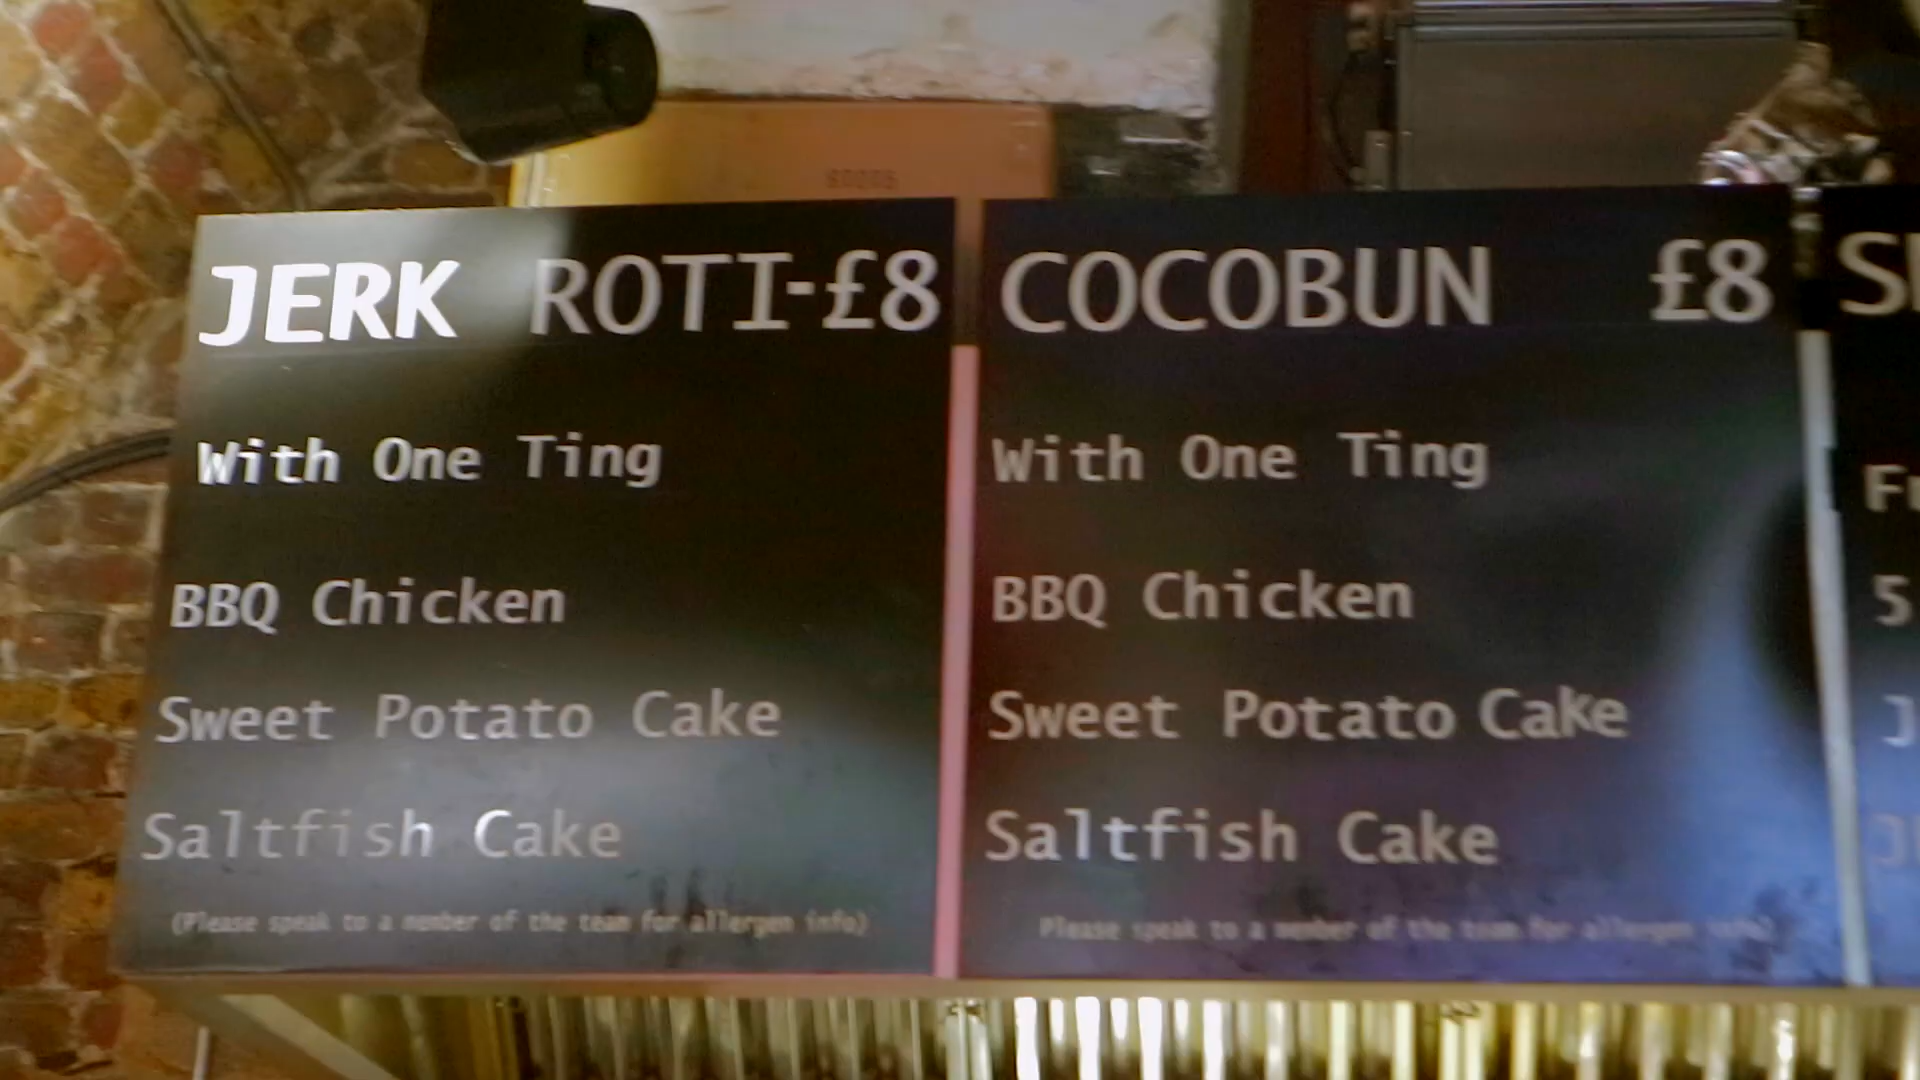 JERK ROTI-£8
With One Ting
BBQ Chicken
Sweet Potato Cake
Saltfish Cake
(Please speak to a member of the team for allergen info)
COCOBUN £8
With One Ting
BBQ Chicken
Sweet Potato Cake
Saltfish Cake
Please speak to a member of the team for allergen info)
5